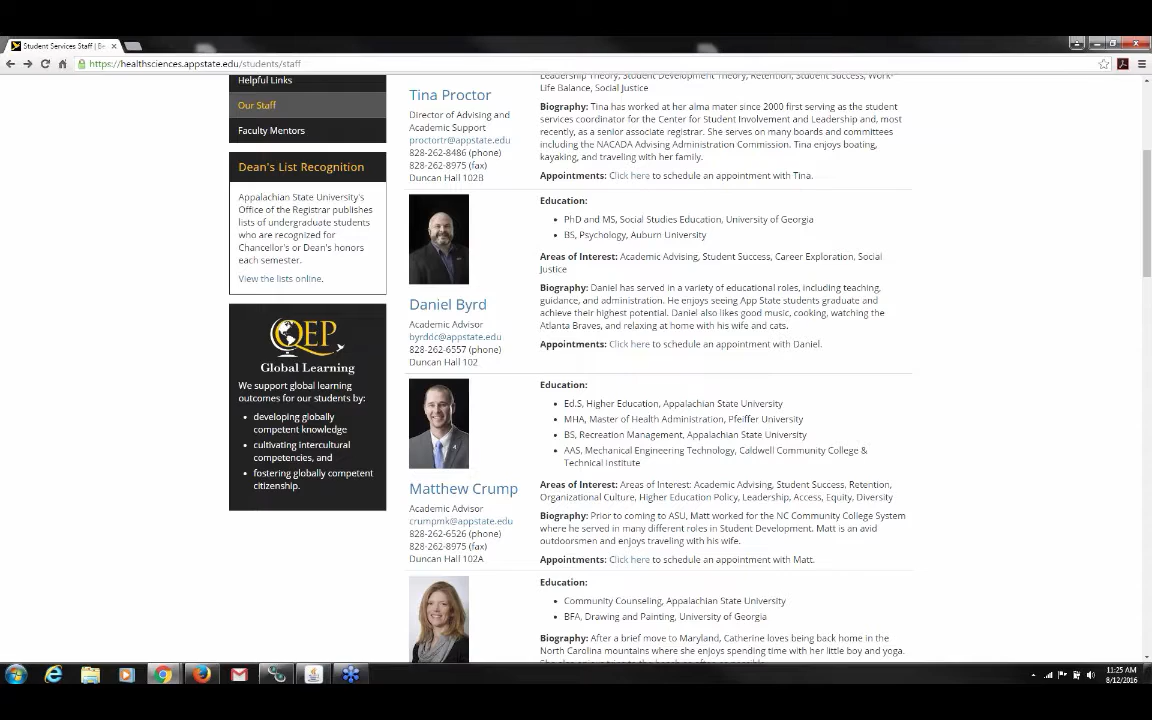 Student Services Staff | Be
https://healthsciences.appstate.edu/students/staff
Helpful Links
Our Staff
Faculty Mentors
Dean's List Recognition
Appalachian State University's
Office of the Registrar publishes
lists of undergraduate students
who are recognized for
Chancellor's or Dean's honors
each semester.
View the lists online.
QEP
Global Learning
We support global learning
outcomes for our students by:
developing globally
competent knowledge
cultivating intercultural
competencies, and
fostering globally competent
citizenship.
Tina Proctor
Director of Advising and
Academic Support
proctortr@appstate.edu
828-262-8486 (phone)
828-262-8975 (fax)
Duncan Hall 102B
Leadership Theory, Student Development Theory, Retention, Student Success, Work-
Life Balance, Social Justice
Biography: Tina has worked at her alma mater since 2000 first serving as the student
services coordinator for the Center for Student Involvement and Leadership and, most
recently, as a senior associate registrar. She serves on many boards and committees
including the NACADA Advising Administration Commission. Tina enjoys boating,
kayaking, and traveling with her family.
Appointments: Click here to schedule an appointment with Tina.
Daniel Byrd
Academic Advisor
byrddc@appstate.edu
828-262-6557 (phone)
Duncan Hall 102
Education:
PhD and MS, Social Studies Education, University of Georgia
BS, Psychology, Auburn University
Areas of Interest: Academic Advising, Student Success, Career Exploration, Social
Justice
Biography: Daniel has served in a variety of educational roles, including teaching,
guidance, and administration. He enjoys seeing App State students graduate and
achieve their highest potential. Daniel also likes good music, cooking, watching the
Atlanta Braves, and relaxing at home with his wife and cats.
Appointments: Click here to schedule an appointment with Daniel.
Matthew Crump
Academic Advisor
crumpmk@appstate.edu
828-262-6526 (phone)
828-262-8975 (fax)
Duncan Hall 102A
Education:
Ed.S, Higher Education, Appalachian State University
MHA, Master of Health Administration, Pfeiffer University
BS, Recreation Management, Appalachian State University
AAS, Mechanical Engineering Technology, Caldwell Community College &
Technical Institute
Areas of Interest: Areas of Interest: Academic Advising, Student Success, Retention,
Organizational Culture, Higher Education Policy, Leadership, Access, Equity, Diversity
Biography: Prior to coming to ASU, Matt worked for the NC Community College System
where he served in many different roles in Student Development. Matt is an avid
outdoorsmen and enjoys traveling with his wife.
Appointments: Click here to schedule an appointment with Matt.
Education:
Community Counseling, Appalachian State University
BFA, Drawing and Painting, University of Georgia
Biography: After a brief move to Maryland, Catherine loves being back home in the
North Carolina mountains where she enjoys spending time with her little boy and yoga.
11:25 AM
8/12/2016